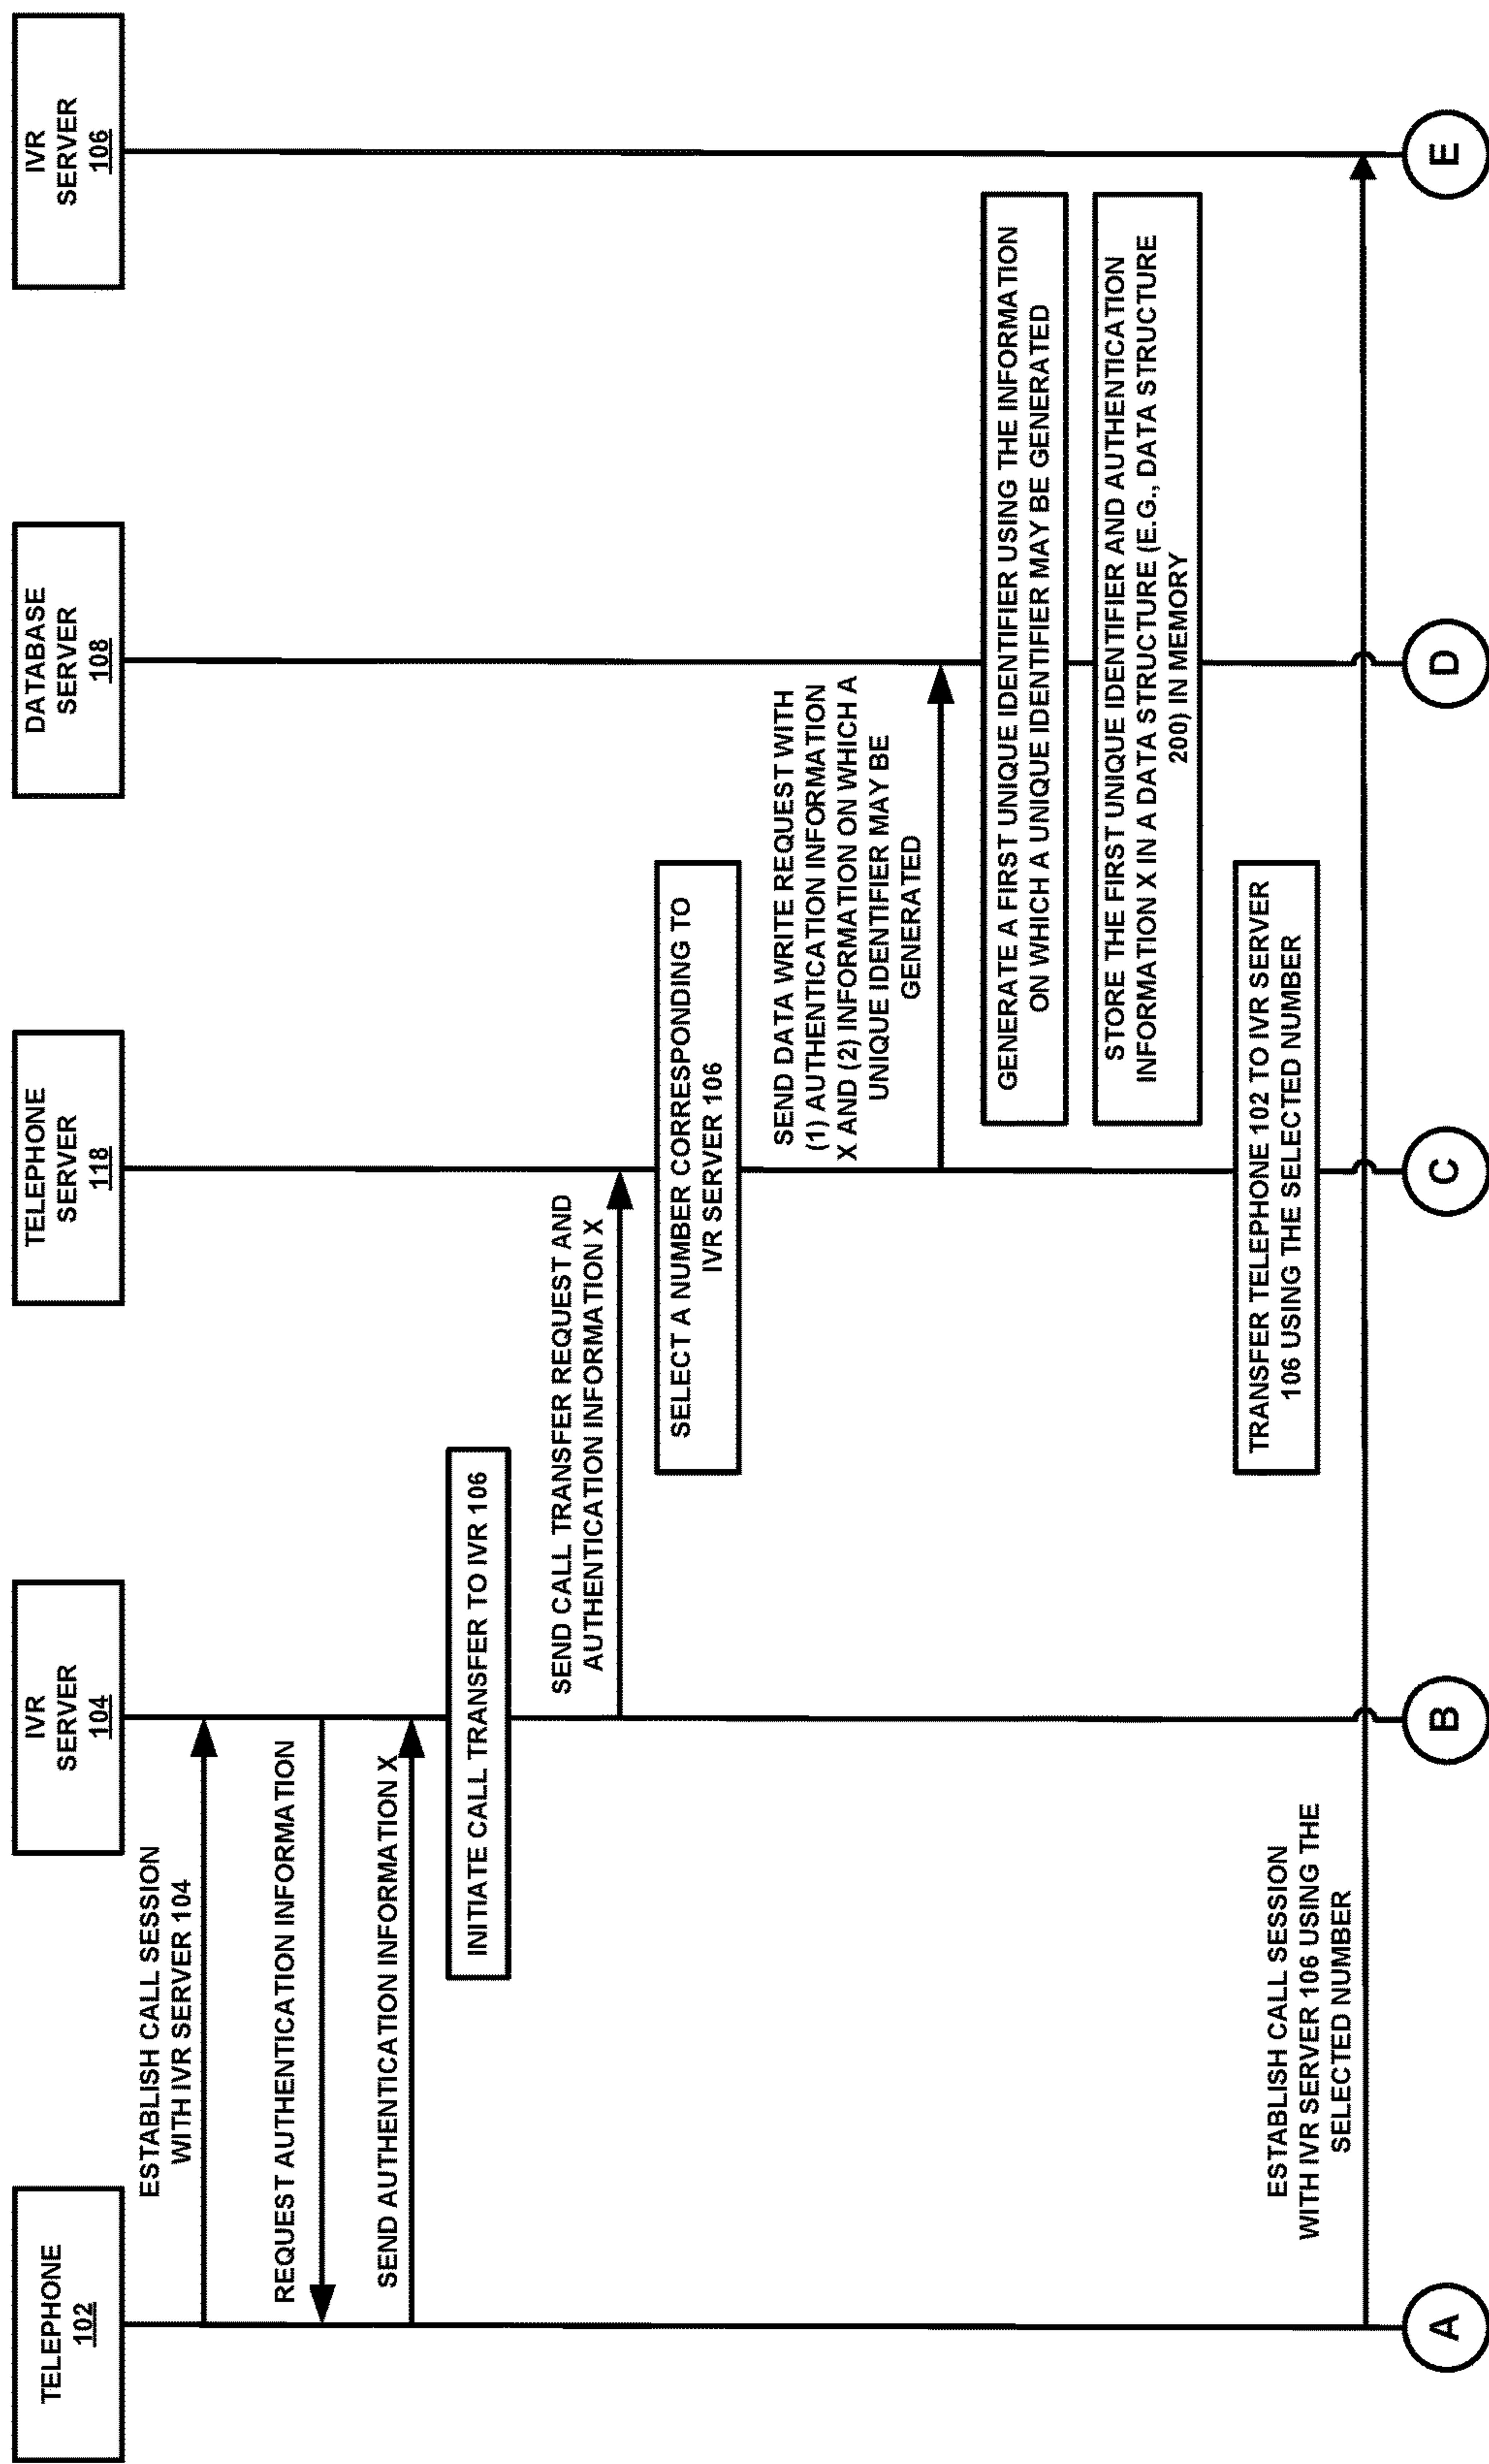 TELEPHONE
102
IVR
SERVER
104
TELEPHONE
SERVER
118
DATABASE
SERVER
108
IVR
SERVER
106
ESTABLISH CALL SESSION
WITH IVR SERVER 104
REQUEST AUTHENTICATION INFORMATION
SEND AUTHENTICATION INFORMATION X
INITIATE CALL TRANSFER TO IVR 106
SEND CALL TRANSFER REQUEST AND
AUTHENTICATION INFORMATION X
SELECT A NUMBER CORRESPONDING TO
IVR SERVER 106
SEND DATA WRITE REQUEST WITH
(1) AUTHENTICATION INFORMATION
X AND (2) INFORMATION ON WHICH A
UNIQUE IDENTIFIER MAY BE
GENERATED
GENERATE A FIRST UNIQUE IDENTIFIER USING THE INFORMATION
ON WHICH A UNIQUE IDENTIFIER MAY BE GENERATED
STORE THE FIRST UNIQUE IDENTIFIER AND AUTHENTICATION
INFORMATION X IN A DATA STRUCTURE (E.G., DATA STRUCTURE
200) IN MEMORY
TRANSFER TELEPHONE 102 TO IVR SERVER
106 USING THE SELECTED NUMBER
ESTABLISH CALL SESSION
WITH IVR SERVER 106 USING THE
SELECTED NUMBER
A
B
C
D
E